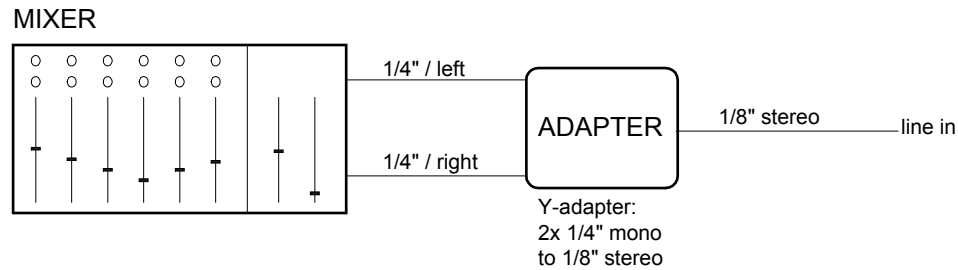 MIXER
1/4" / left
ADAPTER
1/8" stereo
line in
1/4" / right
Y-adapter:
2x 1/4" mono
to 1/8" stereo